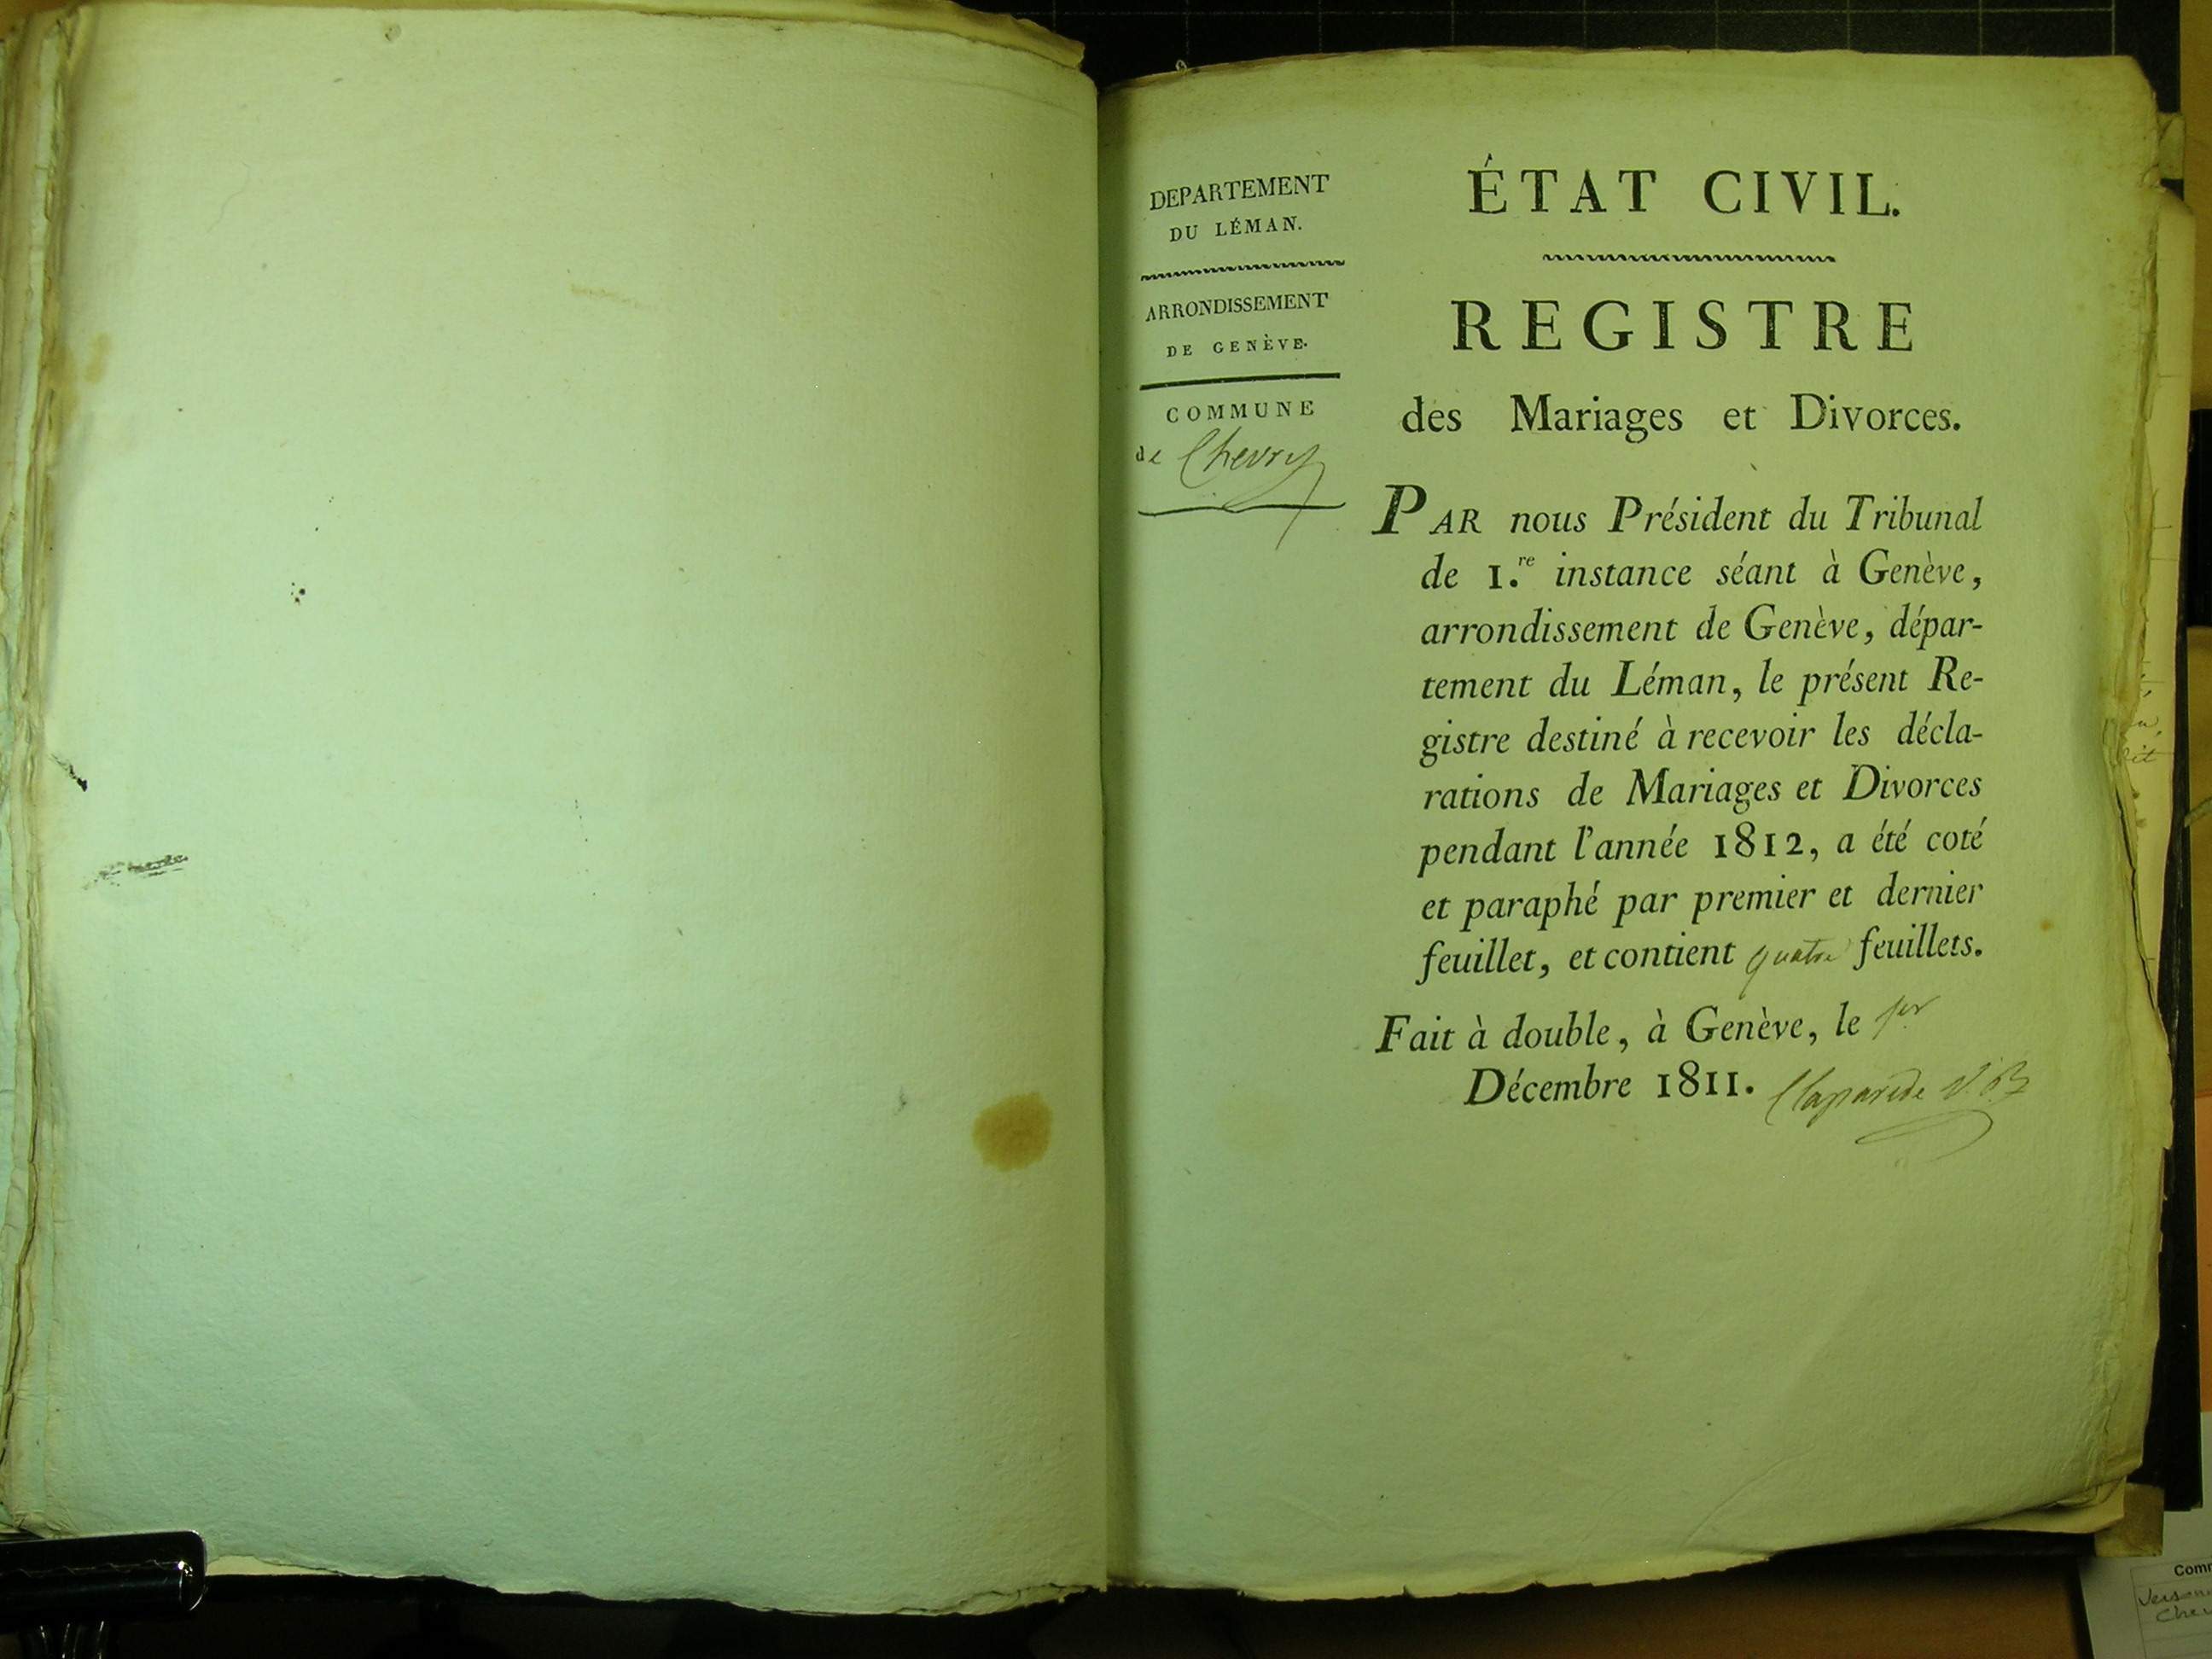 DEPARTEMENT
DU LÉMAN.
ARRONDISSEMENT
DE GENÈVE.
COMMUNE
de Chevry
ÉTAT CIVIL.
REGISTRE
des Mariages et Divorces.
PAR nous Président du Tribunal
de 1.re instance séant à Genève,
arrondissement de Genève, dépar-
tement du Léman, le présent Re-
gistre destiné à recevoir les décla-
rations de Mariages et Divorces
pendant l'année 1812, a été coté
et paraphé par premier et dernier
feuillet, et contient quatre feuillets.
Fait à double, à Genève, le 1er
Décembre 1811. Claparede